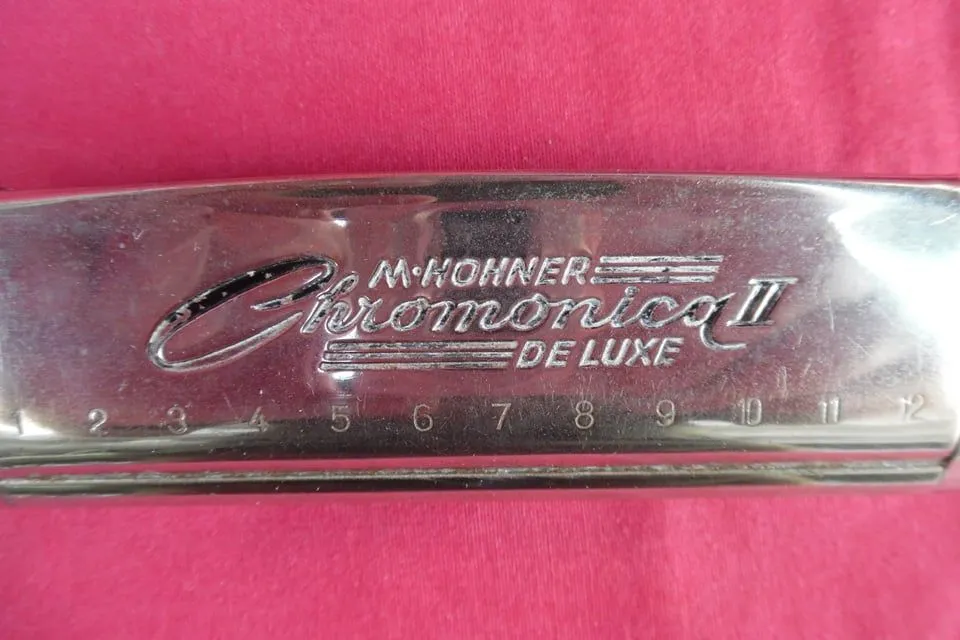 M·HOHNER
Chromonica II
DE LUXE
1 2 3 4 5 6 7 8 9 10 11 12